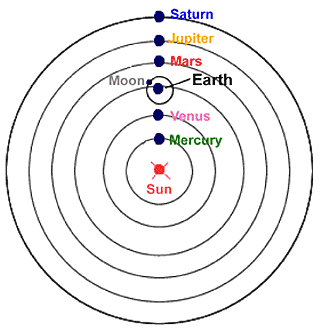 Saturn
Jupiter
Mars
Moon
Earth
Venus
Mercury
Sun